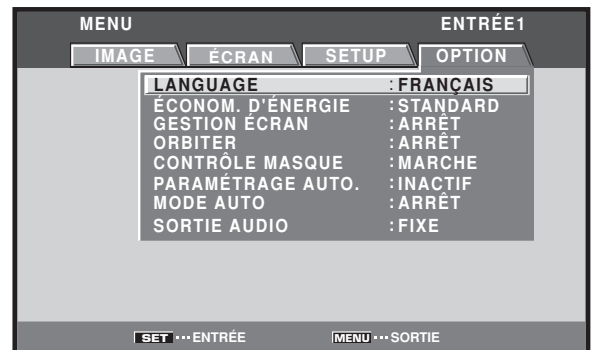 MENU ENTRÉE1
IMAGE ÉCRAN SETUP OPTION
LANGUAGE :FRANÇAIS
ÉCONOM. D'ÉNERGIE :STANDARD
GESTION ÉCRAN :ARRÊT
ORBITER :ARRÊT
CONTRÔLE MASQUE :MARCHE
PARAMÉTRAGE AUTO. :INACTIF
MODE AUTO :ARRÊT
SORTIE AUDIO :FIXE
SET ··· ENTRÉE MENU ··· SORTIE